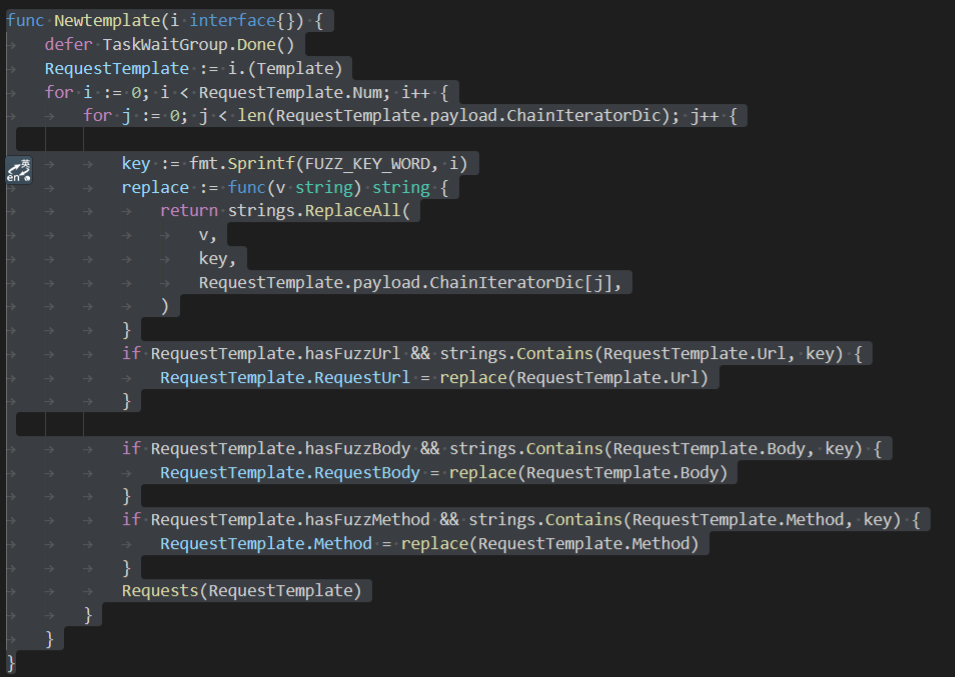 func Newtemplate(i interface{}) {
defer TaskWaitGroup.Done()
RequestTemplate := i.(Template)
for i := 0; i < RequestTemplate.Num; i++ {
for j := 0; j < len(RequestTemplate.payload.ChainIteratorDic); j++ {
英
en
key := fmt.Sprintf(FUZZ_KEY_WORD, i)
replace := func(v string) string {
return strings.ReplaceAll(
v,
key,
RequestTemplate.payload.ChainIteratorDic[j],
)
}
if RequestTemplate.hasFuzzUrl && strings.Contains(RequestTemplate.Url, key) {
RequestTemplate.RequestUrl = replace(RequestTemplate.Url)
}
if RequestTemplate.hasFuzzBody && strings.Contains(RequestTemplate.Body, key) {
RequestTemplate.RequestBody = replace(RequestTemplate.Body)
}
if RequestTemplate.hasFuzzMethod && strings.Contains(RequestTemplate.Method, key) {
RequestTemplate.Method = replace(RequestTemplate.Method)
}
Requests(RequestTemplate)
}
}
}